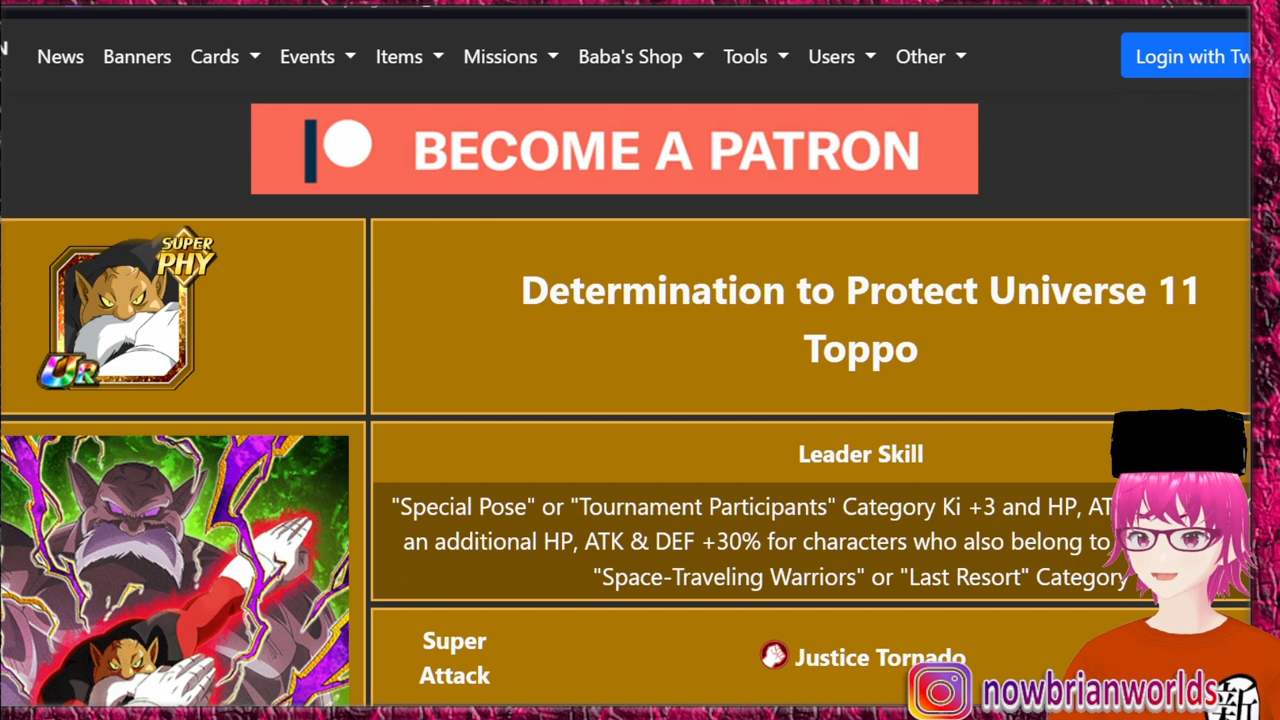 N
News Banners Cards Events Items Missions Baba's Shop Tools Users Other Login with Tw
BECOME A PATRON
SUPER
PHY
UR
Determination to Protect Universe 11
Toppo
Leader Skill
"Special Pose" or "Tournament Participants" Category Ki +3 and HP, AT
an additional HP, ATK & DEF +30% for characters who also belong to
"Space-Traveling Warriors" or "Last Resort" Category
Super
Attack
Justice Tornado
nowbrianworlds
新